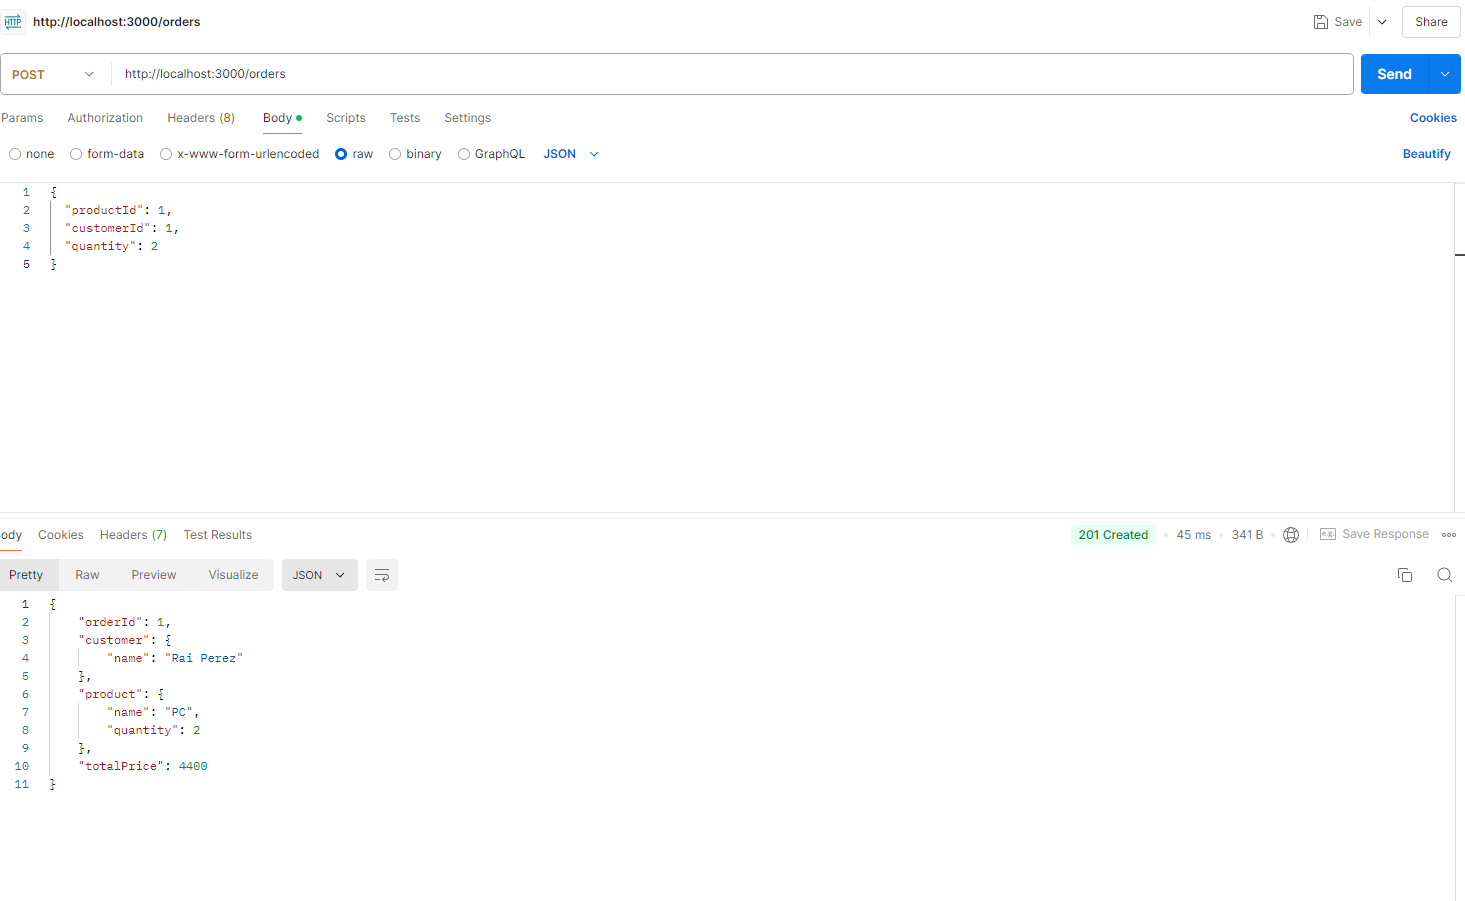 HTTP http://localhost:3000/orders Save Share
POST http://localhost:3000/orders Send
Params Authorization Headers (8) Body Scripts Tests Settings Cookies
none form-data x-www-form-urlencoded raw binary GraphQL JSON Beautify
1 {
2 "productId": 1,
3 "customerId": 1,
4 "quantity": 2
5 }
ody Cookies Headers (7) Test Results 201 Created 45 ms 341 B e.g. Save Response
Pretty Raw Preview Visualize JSON
1 {
2 "orderId": 1,
3 "customer": {
4 "name": "Rai Perez"
5 },
6 "product": {
7 "name": "PC",
8 "quantity": 2
9 },
10 "totalPrice": 4400
11 }